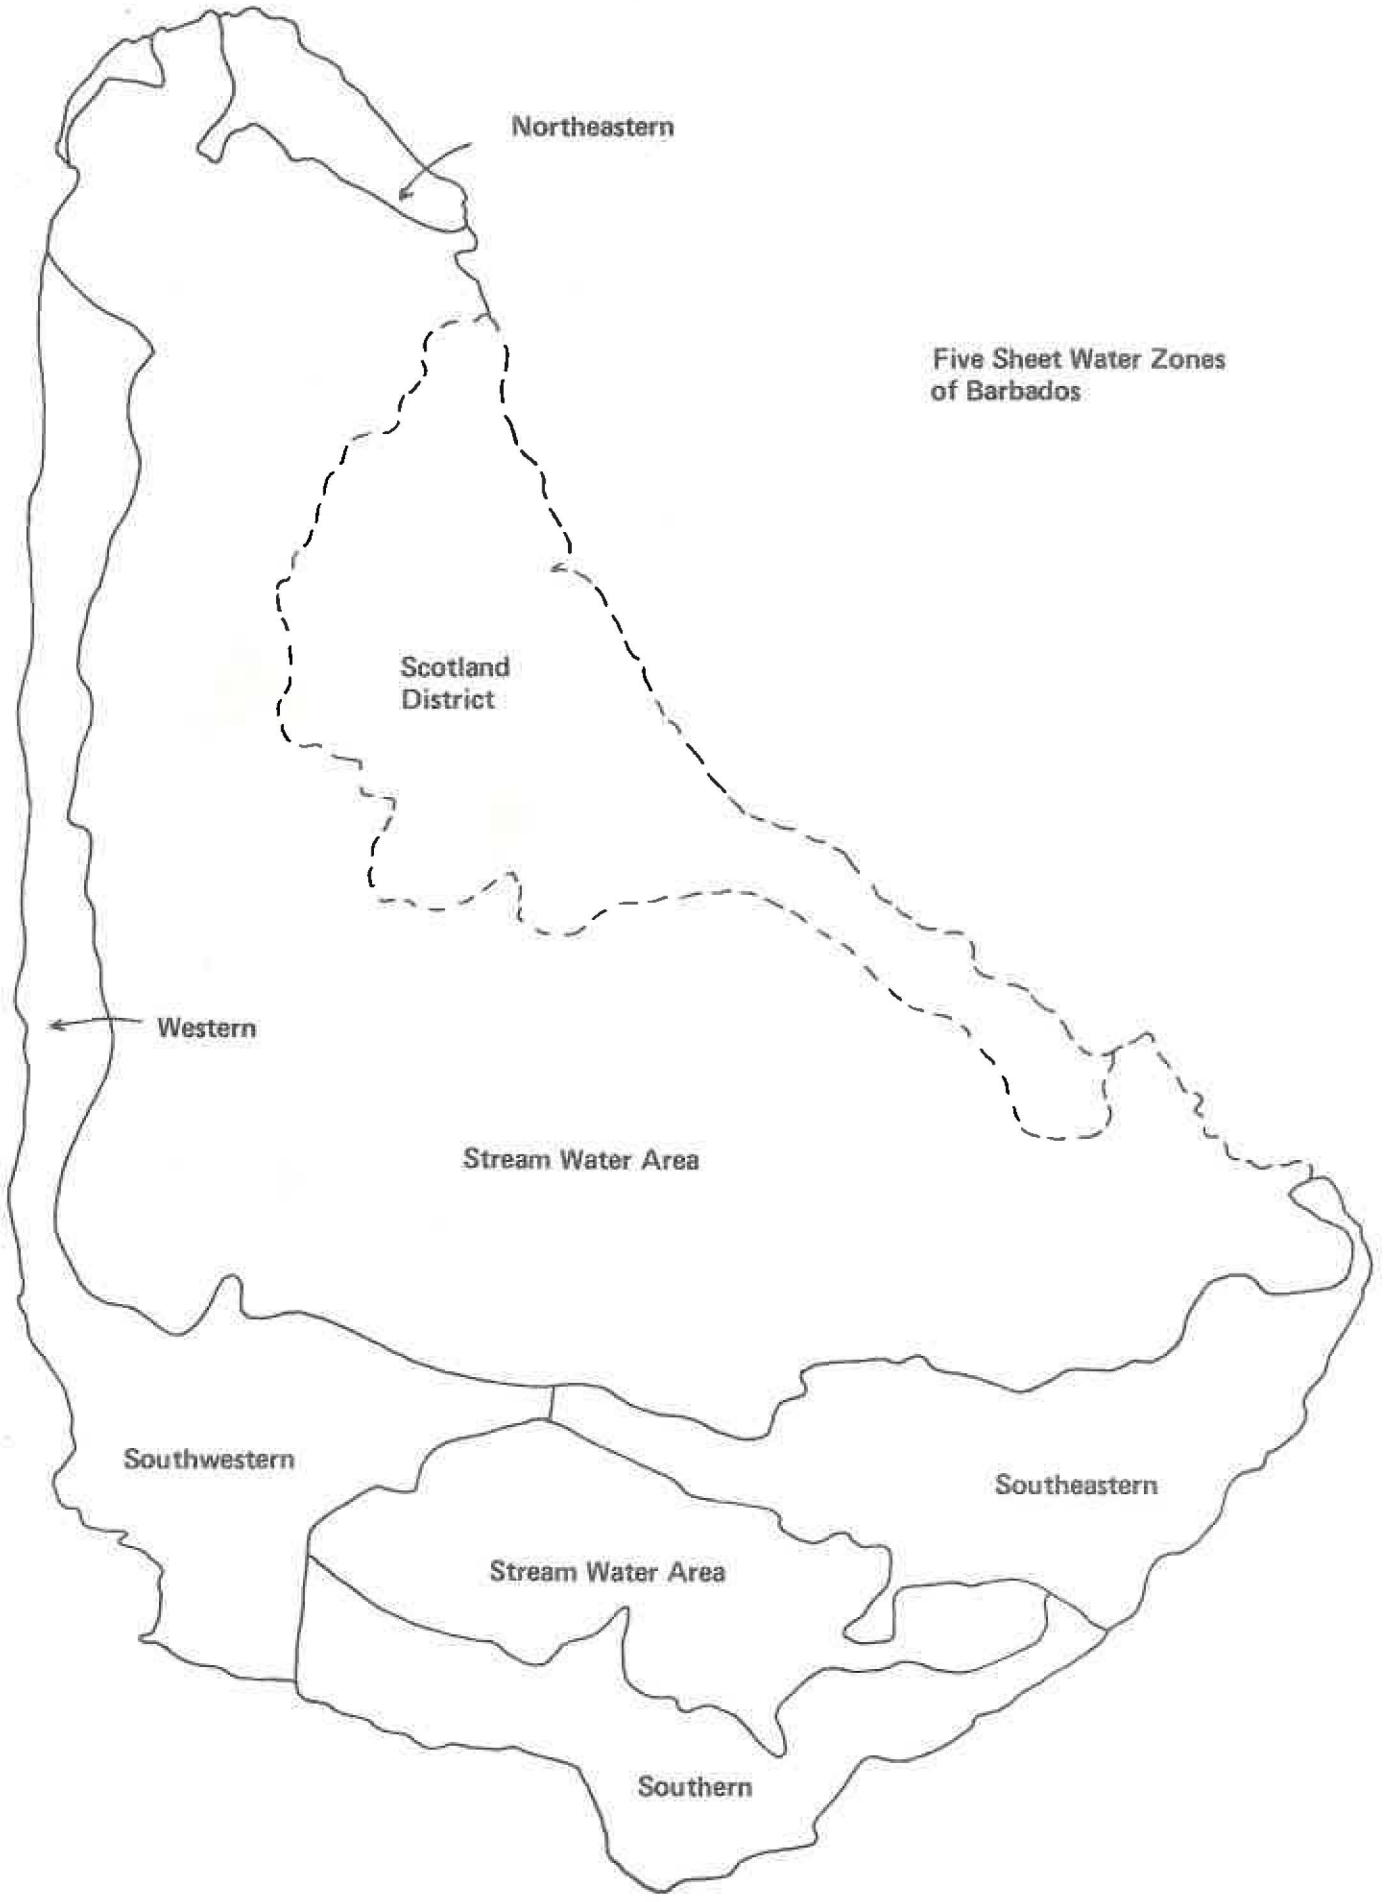 Northeastern
Five Sheet Water Zones
of Barbados
Scotland
District
Western
Stream Water Area
Southwestern
Southeastern
Stream Water Area
Southern